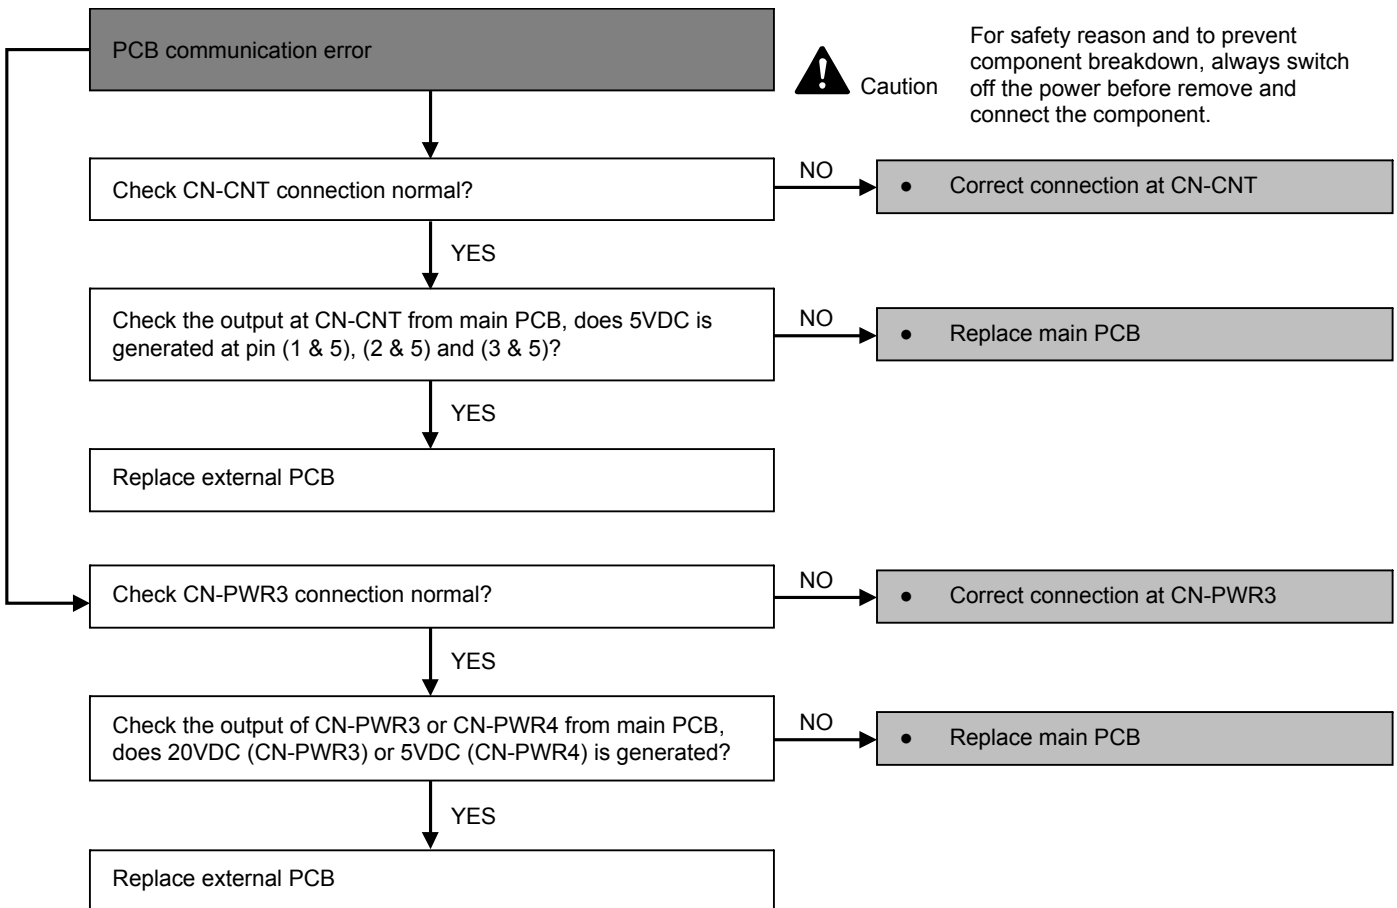 PCB communication error
Caution
For safety reason and to prevent
component breakdown, always switch
off the power before remove and
connect the component.
Check CN-CNT connection normal?
NO
● Correct connection at CN-CNT
YES
Check the output at CN-CNT from main PCB, does 5VDC is
generated at pin (1 & 5), (2 & 5) and (3 & 5)?
NO
● Replace main PCB
YES
Replace external PCB
Check CN-PWR3 connection normal?
NO
● Correct connection at CN-PWR3
YES
Check the output of CN-PWR3 or CN-PWR4 from main PCB,
does 20VDC (CN-PWR3) or 5VDC (CN-PWR4) is generated?
NO
● Replace main PCB
YES
Replace external PCB